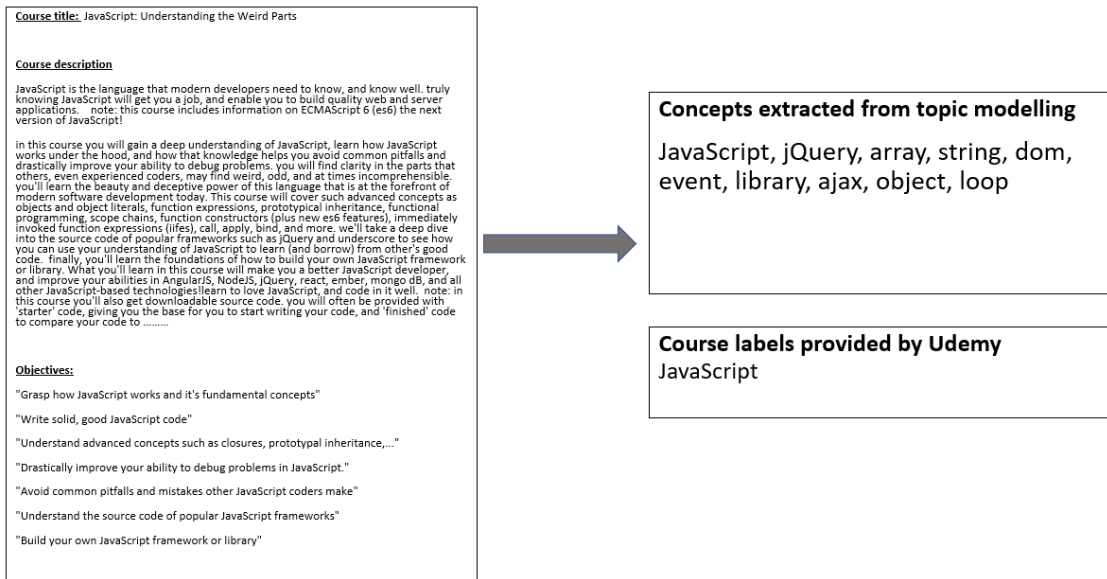 Course title: JavaScript: Understanding the Weird Parts
Course description
JavaScript is the language that modern developers need to know, and know well. truly
knowing JavaScript will get you a job, and enable you to build quality web and server
applications. note: this course includes information on ECMAScript 6 (es6) the next
version of JavaScript!
in this course you will gain a deep understanding of JavaScript, learn how JavaScript
works under the hood, and how that knowledge helps you avoid common pitfalls and
drastically improve your ability to debug problems. you will find clarity in the parts that
others, even experienced coders, may find weird, odd, and at times incomprehensible.
you'll learn the beauty and deceptive power of this language that is at the forefront of
modern software development today. This course will cover such advanced concepts as
objects and object literals, function expressions, prototypical inheritance, functional
programming, scope chains, function constructors (plus new es6 features), immediately
invoked function expressions (iifes), call, apply, bind, and more. we'll take a deep dive
into the source code of popular frameworks such as jQuery and underscore to see how
you can use your understanding of JavaScript to learn (and borrow) from other's good
code. finally, you'll learn the foundations of how to build your own JavaScript framework
or library. What you'll learn in this course will make you a better JavaScript developer,
and improve your abilities in AngularJS, NodeJS, jQuery, react, ember, mongo dB, and all
other JavaScript-based technologies!learn to love JavaScript, and code in it well. note: in
this course you'll also get downloadable source code. you will often be provided with
'starter' code, giving you the base for you to start writing your code, and 'finished' code
to compare your code to .........
Objectives:
"Grasp how JavaScript works and it's fundamental concepts"
"Write solid, good JavaScript code"
"Understand advanced concepts such as closures, prototypal inheritance,..."
"Drastically improve your ability to debug problems in JavaScript."
"Avoid common pitfalls and mistakes other JavaScript coders make"
"Understand the source code of popular JavaScript frameworks"
"Build your own JavaScript framework or library"
Concepts extracted from topic modelling
JavaScript, jQuery, array, string, dom,
event, library, ajax, object, loop
Course labels provided by Udemy
JavaScript